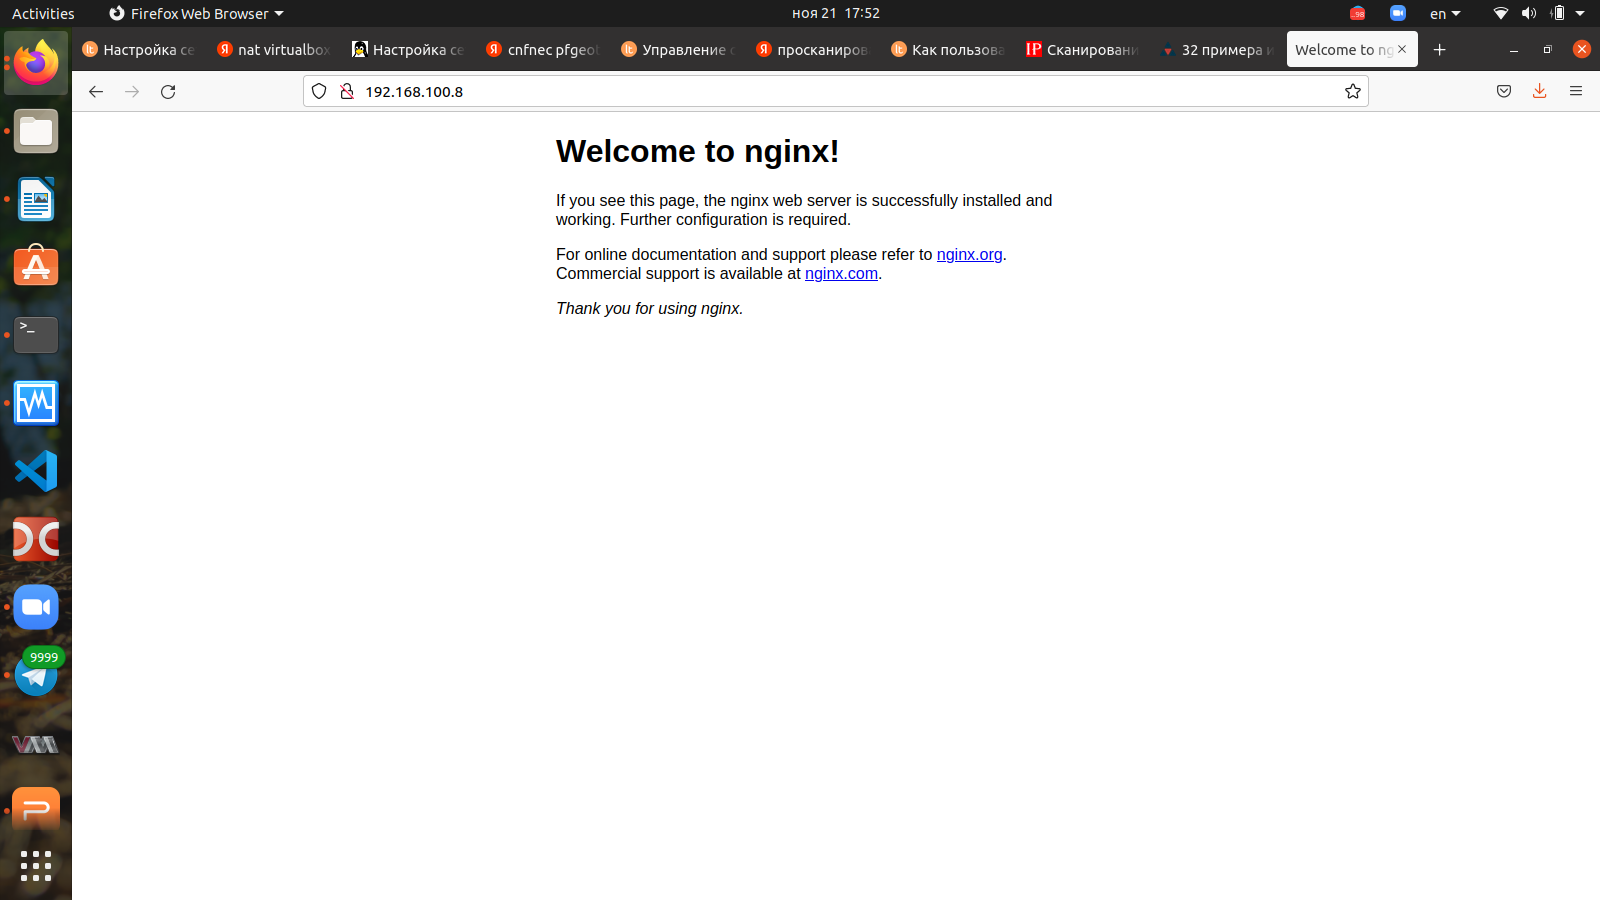 Activities Firefox Web Browser ноя 21 17:52 en
Настройка се nat virtualbox Настройка се cnfnec pfgeo Управление с просканиров Как пользова Сканировани 32 примера и Welcome to ng
192.168.100.8
Welcome to nginx!
If you see this page, the nginx web server is successfully installed and
working. Further configuration is required.
For online documentation and support please refer to nginx.org.
Commercial support is available at nginx.com.
Thank you for using nginx.
9999